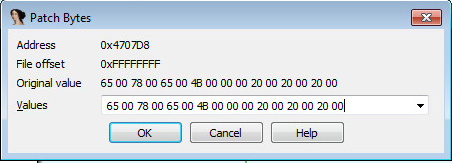 Patch Bytes
Address 0x4707D8
File offset 0xFFFFFFFF
Original value 65 00 78 00 65 00 4B 00 00 00 20 00 20 00 20 00
Values 65 00 78 00 65 00 4B 00 00 00 20 00 20 00 20 00
OK Cancel Help